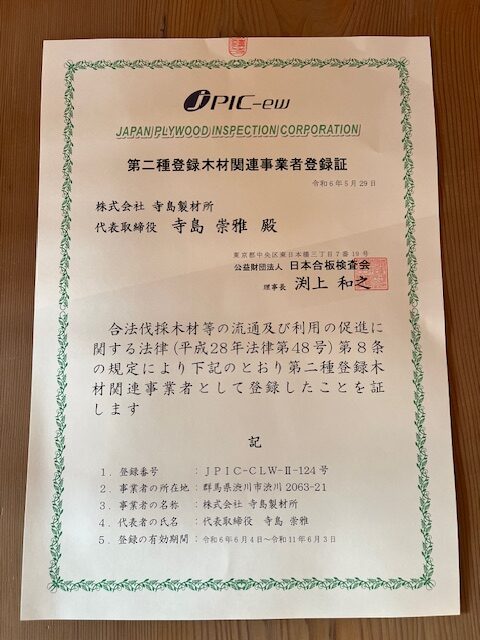 JPIC-ew
JAPAN PLYWOOD INSPECTION CORPORATION
第二種登録木材関連事業者登録証
令和6年5月29日
株式会社 寺島製材所
代表取締役 寺島 崇雅 殿
東京都中央区東日本橋三丁目7番19号
公益財団法人 日本合板検査会
理事長 渕上 和之
合法伐採木材等の流通及び利用の促進に
関する法律(平成28年法律第48号)第8条
の規定により下記のとおり第二種登録木
材関連事業者として登録したことを証
します
記
1．登録番号 ：JPIC-CLW-Ⅱ-124号
2．事業者の所在地：群馬県渋川市渋川2063-21
3．事業者の名称 ：株式会社 寺島製材所
4．代表者の氏名 ：代表取締役 寺島 崇雅
5．登録の有効期間：令和6年6月4日～令和11年6月3日